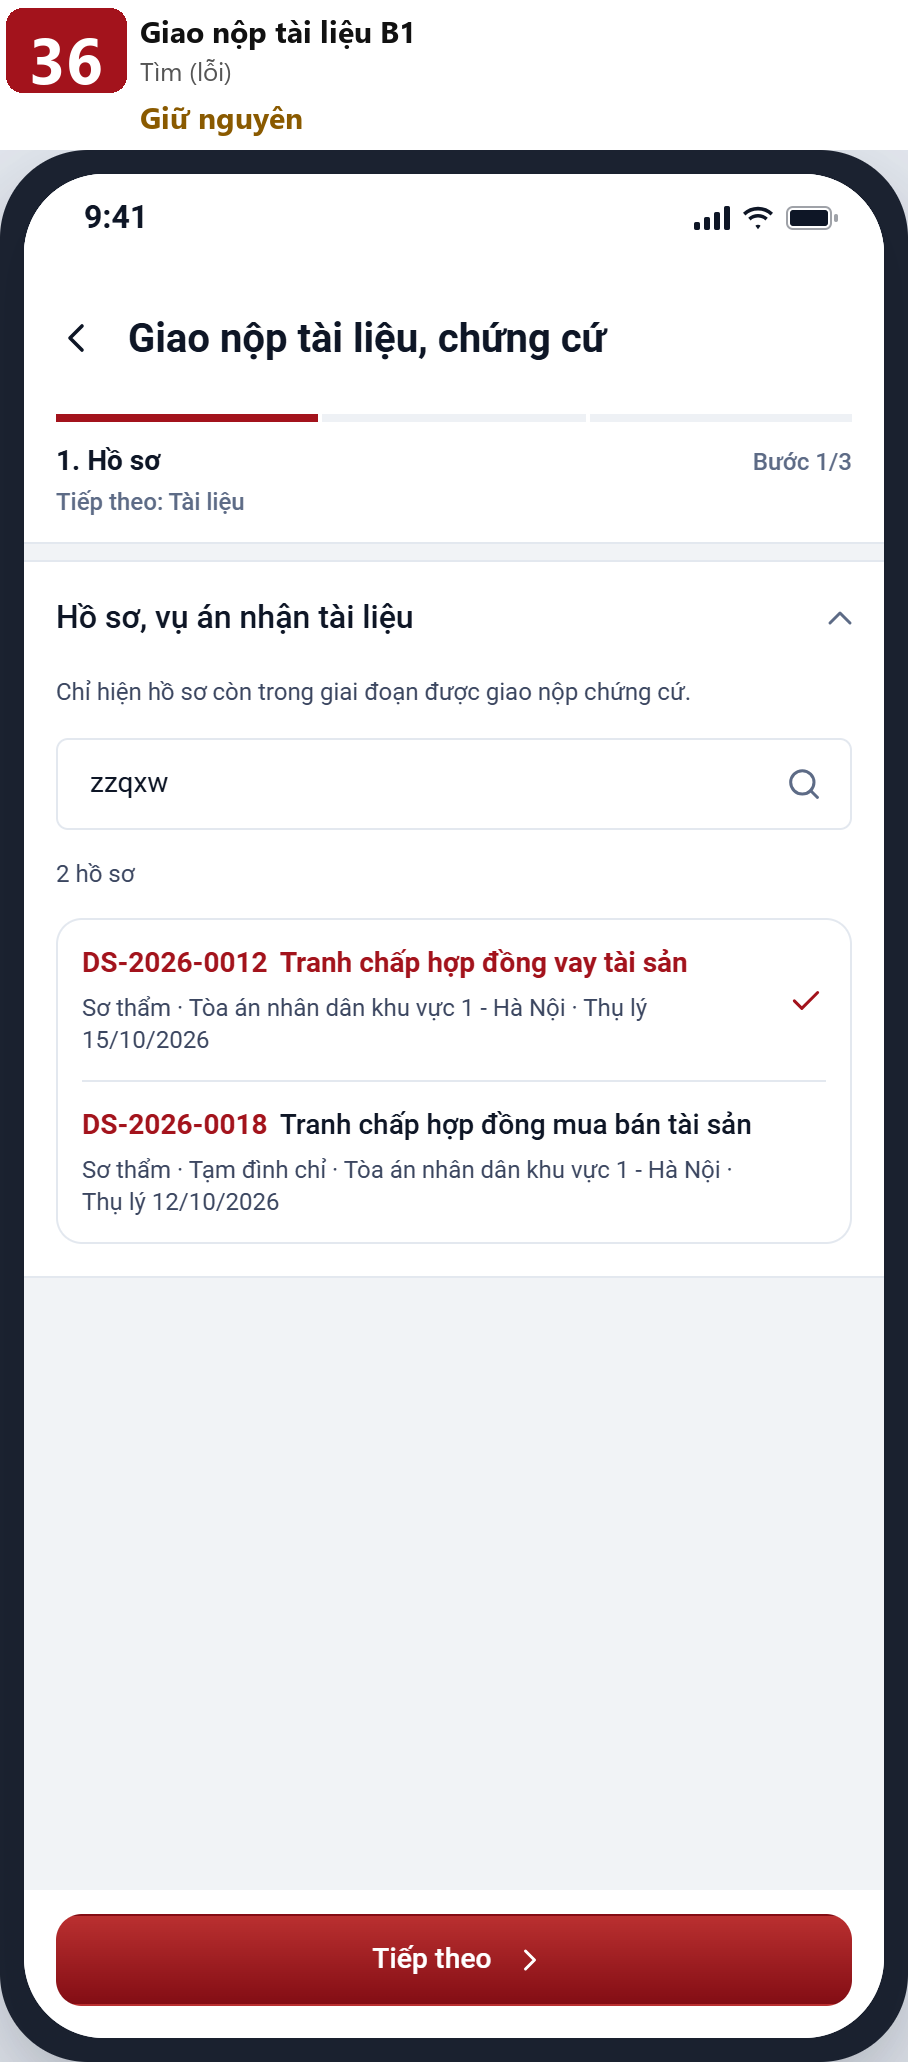 36
Giao nộp tài liệu B1
Tìm (lỗi)
Giữ nguyên
9:41
Giao nộp tài liệu, chứng cứ
1. Hồ sơ
Bước 1/3
Tiếp theo: Tài liệu
Hồ sơ, vụ án nhận tài liệu
Chỉ hiện hồ sơ còn trong giai đoạn được giao nộp chứng cứ.
zzqxw
2 hồ sơ
DS-2026-0012 Tranh chấp hợp đồng vay tài sản
Sơ thẩm · Tòa án nhân dân khu vực 1 - Hà Nội · Thụ lý
15/10/2026
DS-2026-0018 Tranh chấp hợp đồng mua bán tài sản
Sơ thẩm · Tạm đình chỉ · Tòa án nhân dân khu vực 1 - Hà Nội ·
Thụ lý 12/10/2026
Tiếp theo